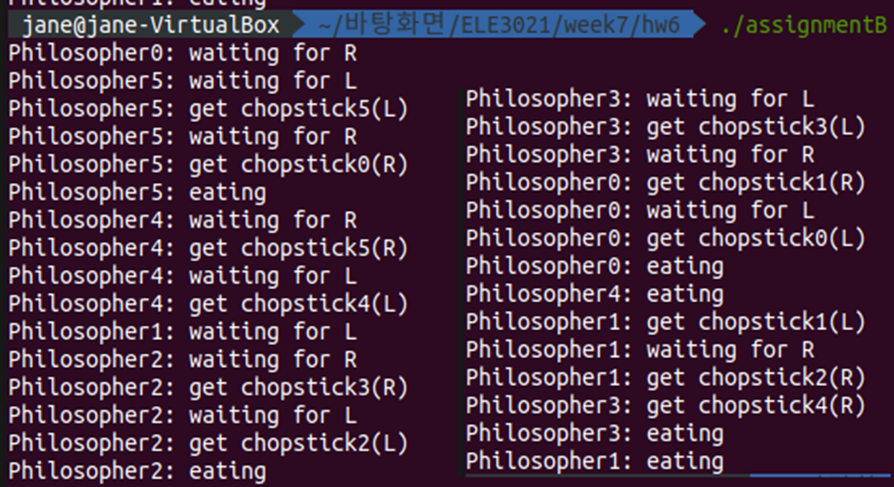 Philosopher1: eating
jane@jane-VirtualBox ~/바탕화면/ELE3021/week7/hw6 ./assignmentB
Philosopher0: waiting for R
Philosopher5: waiting for L
Philosopher5: get chopstick5(L)
Philosopher5: waiting for R
Philosopher5: get chopstick0(R)
Philosopher5: eating
Philosopher4: waiting for R
Philosopher4: get chopstick5(R)
Philosopher4: waiting for L
Philosopher4: get chopstick4(L)
Philosopher1: waiting for L
Philosopher2: waiting for R
Philosopher2: get chopstick3(R)
Philosopher2: waiting for L
Philosopher2: get chopstick2(L)
Philosopher2: eating
Philosopher3: waiting for L
Philosopher3: get chopstick3(L)
Philosopher3: waiting for R
Philosopher0: get chopstick1(R)
Philosopher0: waiting for L
Philosopher0: get chopstick0(L)
Philosopher0: eating
Philosopher4: eating
Philosopher1: get chopstick1(L)
Philosopher1: waiting for R
Philosopher1: get chopstick2(R)
Philosopher3: get chopstick4(R)
Philosopher3: eating
Philosopher1: eating